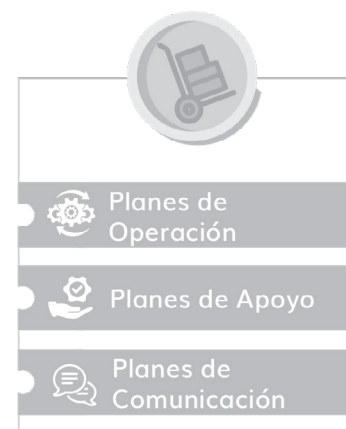 Planes de
Operación
Planes de Apoyo
Planes de
Comunicación